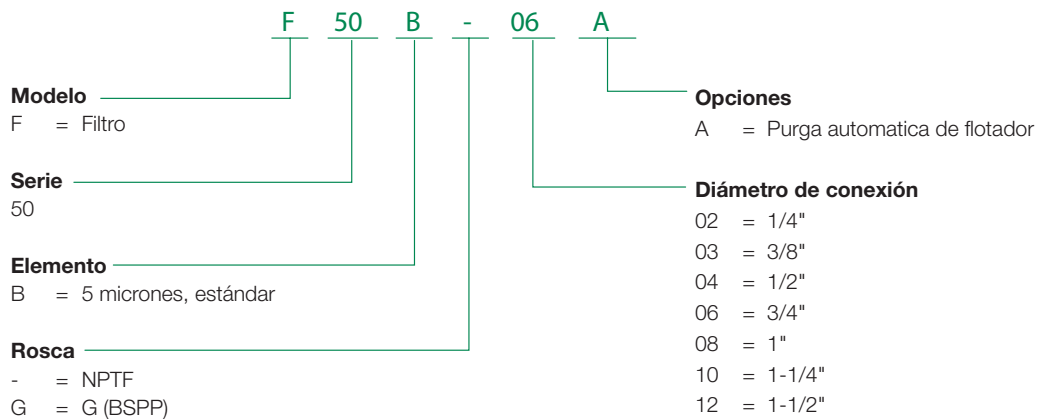 F 50 B - 06 A
Modelo
F = Filtro
Serie
50
Elemento
B = 5 micrones, estándar
Rosca
- = NPTF
G = G (BSPP)
Opciones
A = Purga automatica de flotador
Diámetro de conexión
02 = 1/4"
03 = 3/8"
04 = 1/2"
06 = 3/4"
08 = 1"
10 = 1-1/4"
12 = 1-1/2"